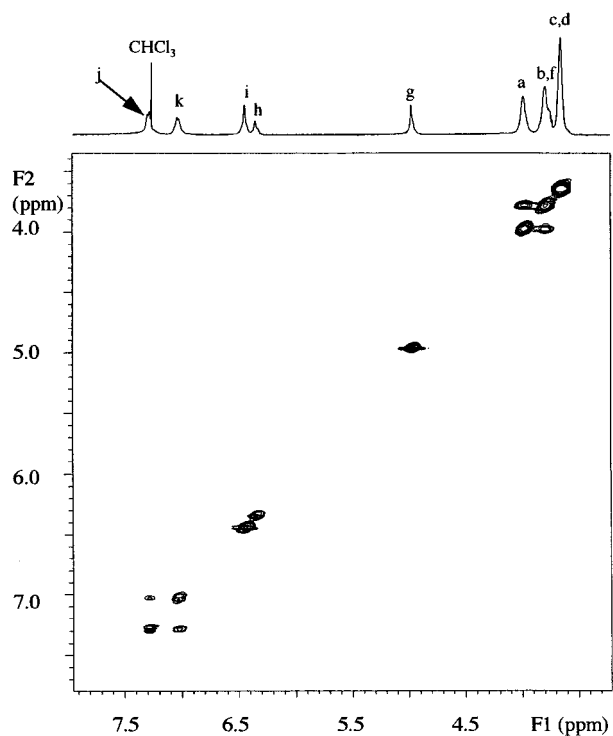 c,d
CHCl₃
j
k
i
h
g
a
b,f
F2
(ppm)
4.0
5.0
6.0
7.0
7.5
6.5
5.5
4.5
F1 (ppm)